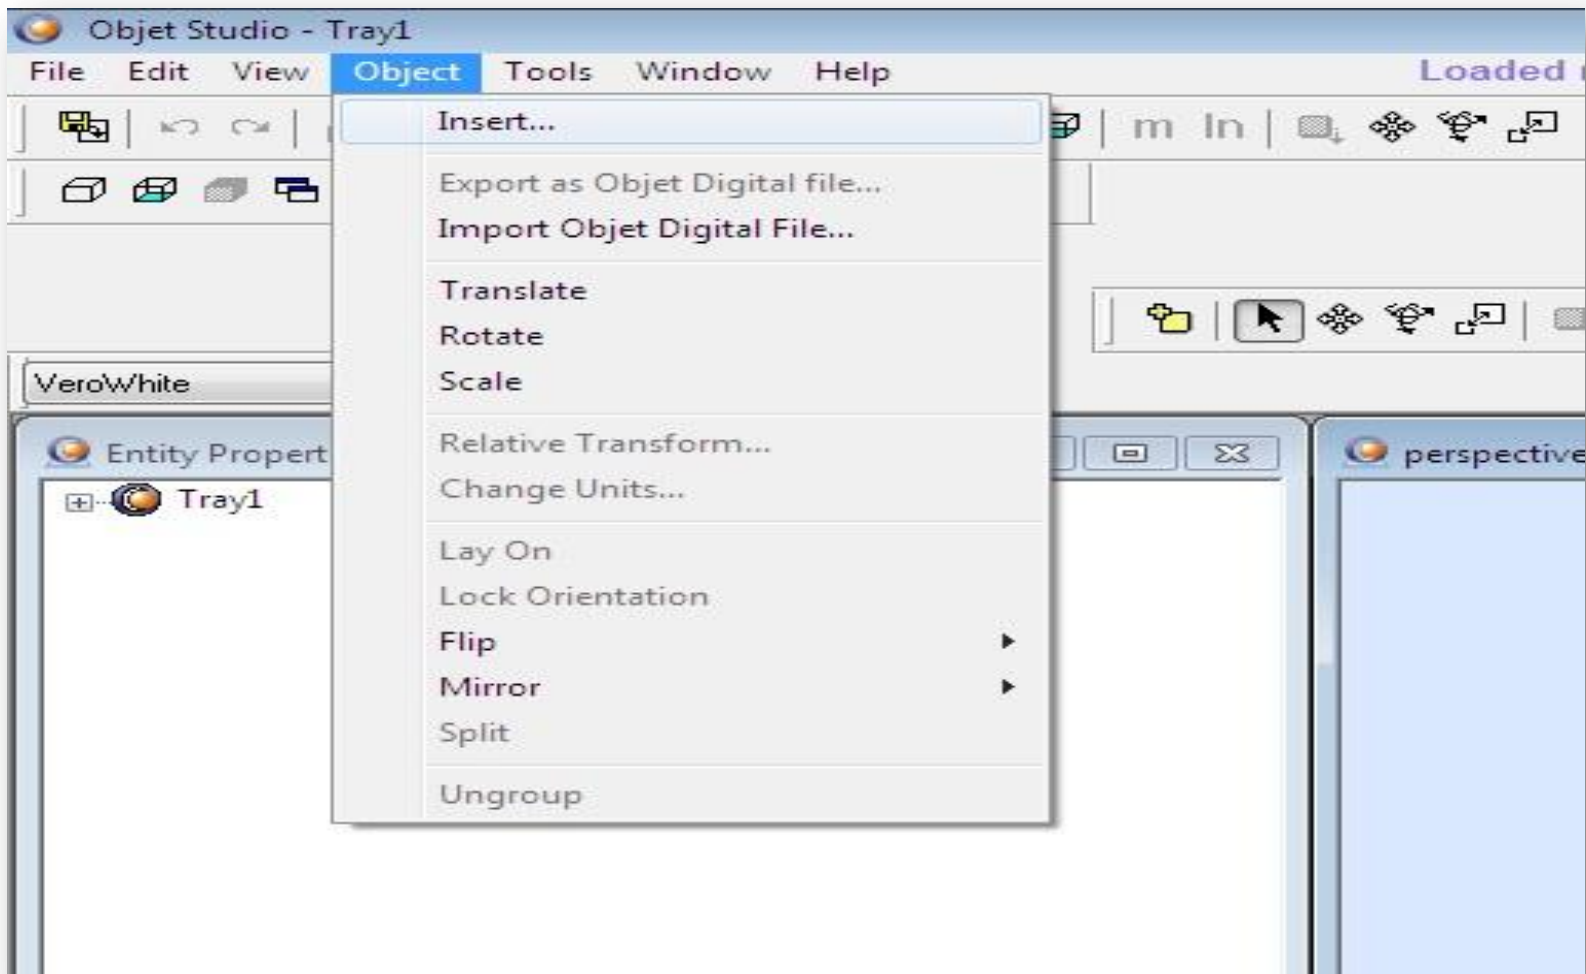 Objet Studio - Tray1
File Edit View Object Tools Window Help Loaded
Insert...
m In
Export as Objet Digital file...
Import Objet Digital File...
Translate
Rotate
Scale
VeroWhite
Relative Transform...
Entity Propert
perspective
Change Units...
Tray1
Lay On
Lock Orientation
Flip
Mirror
Split
Ungroup